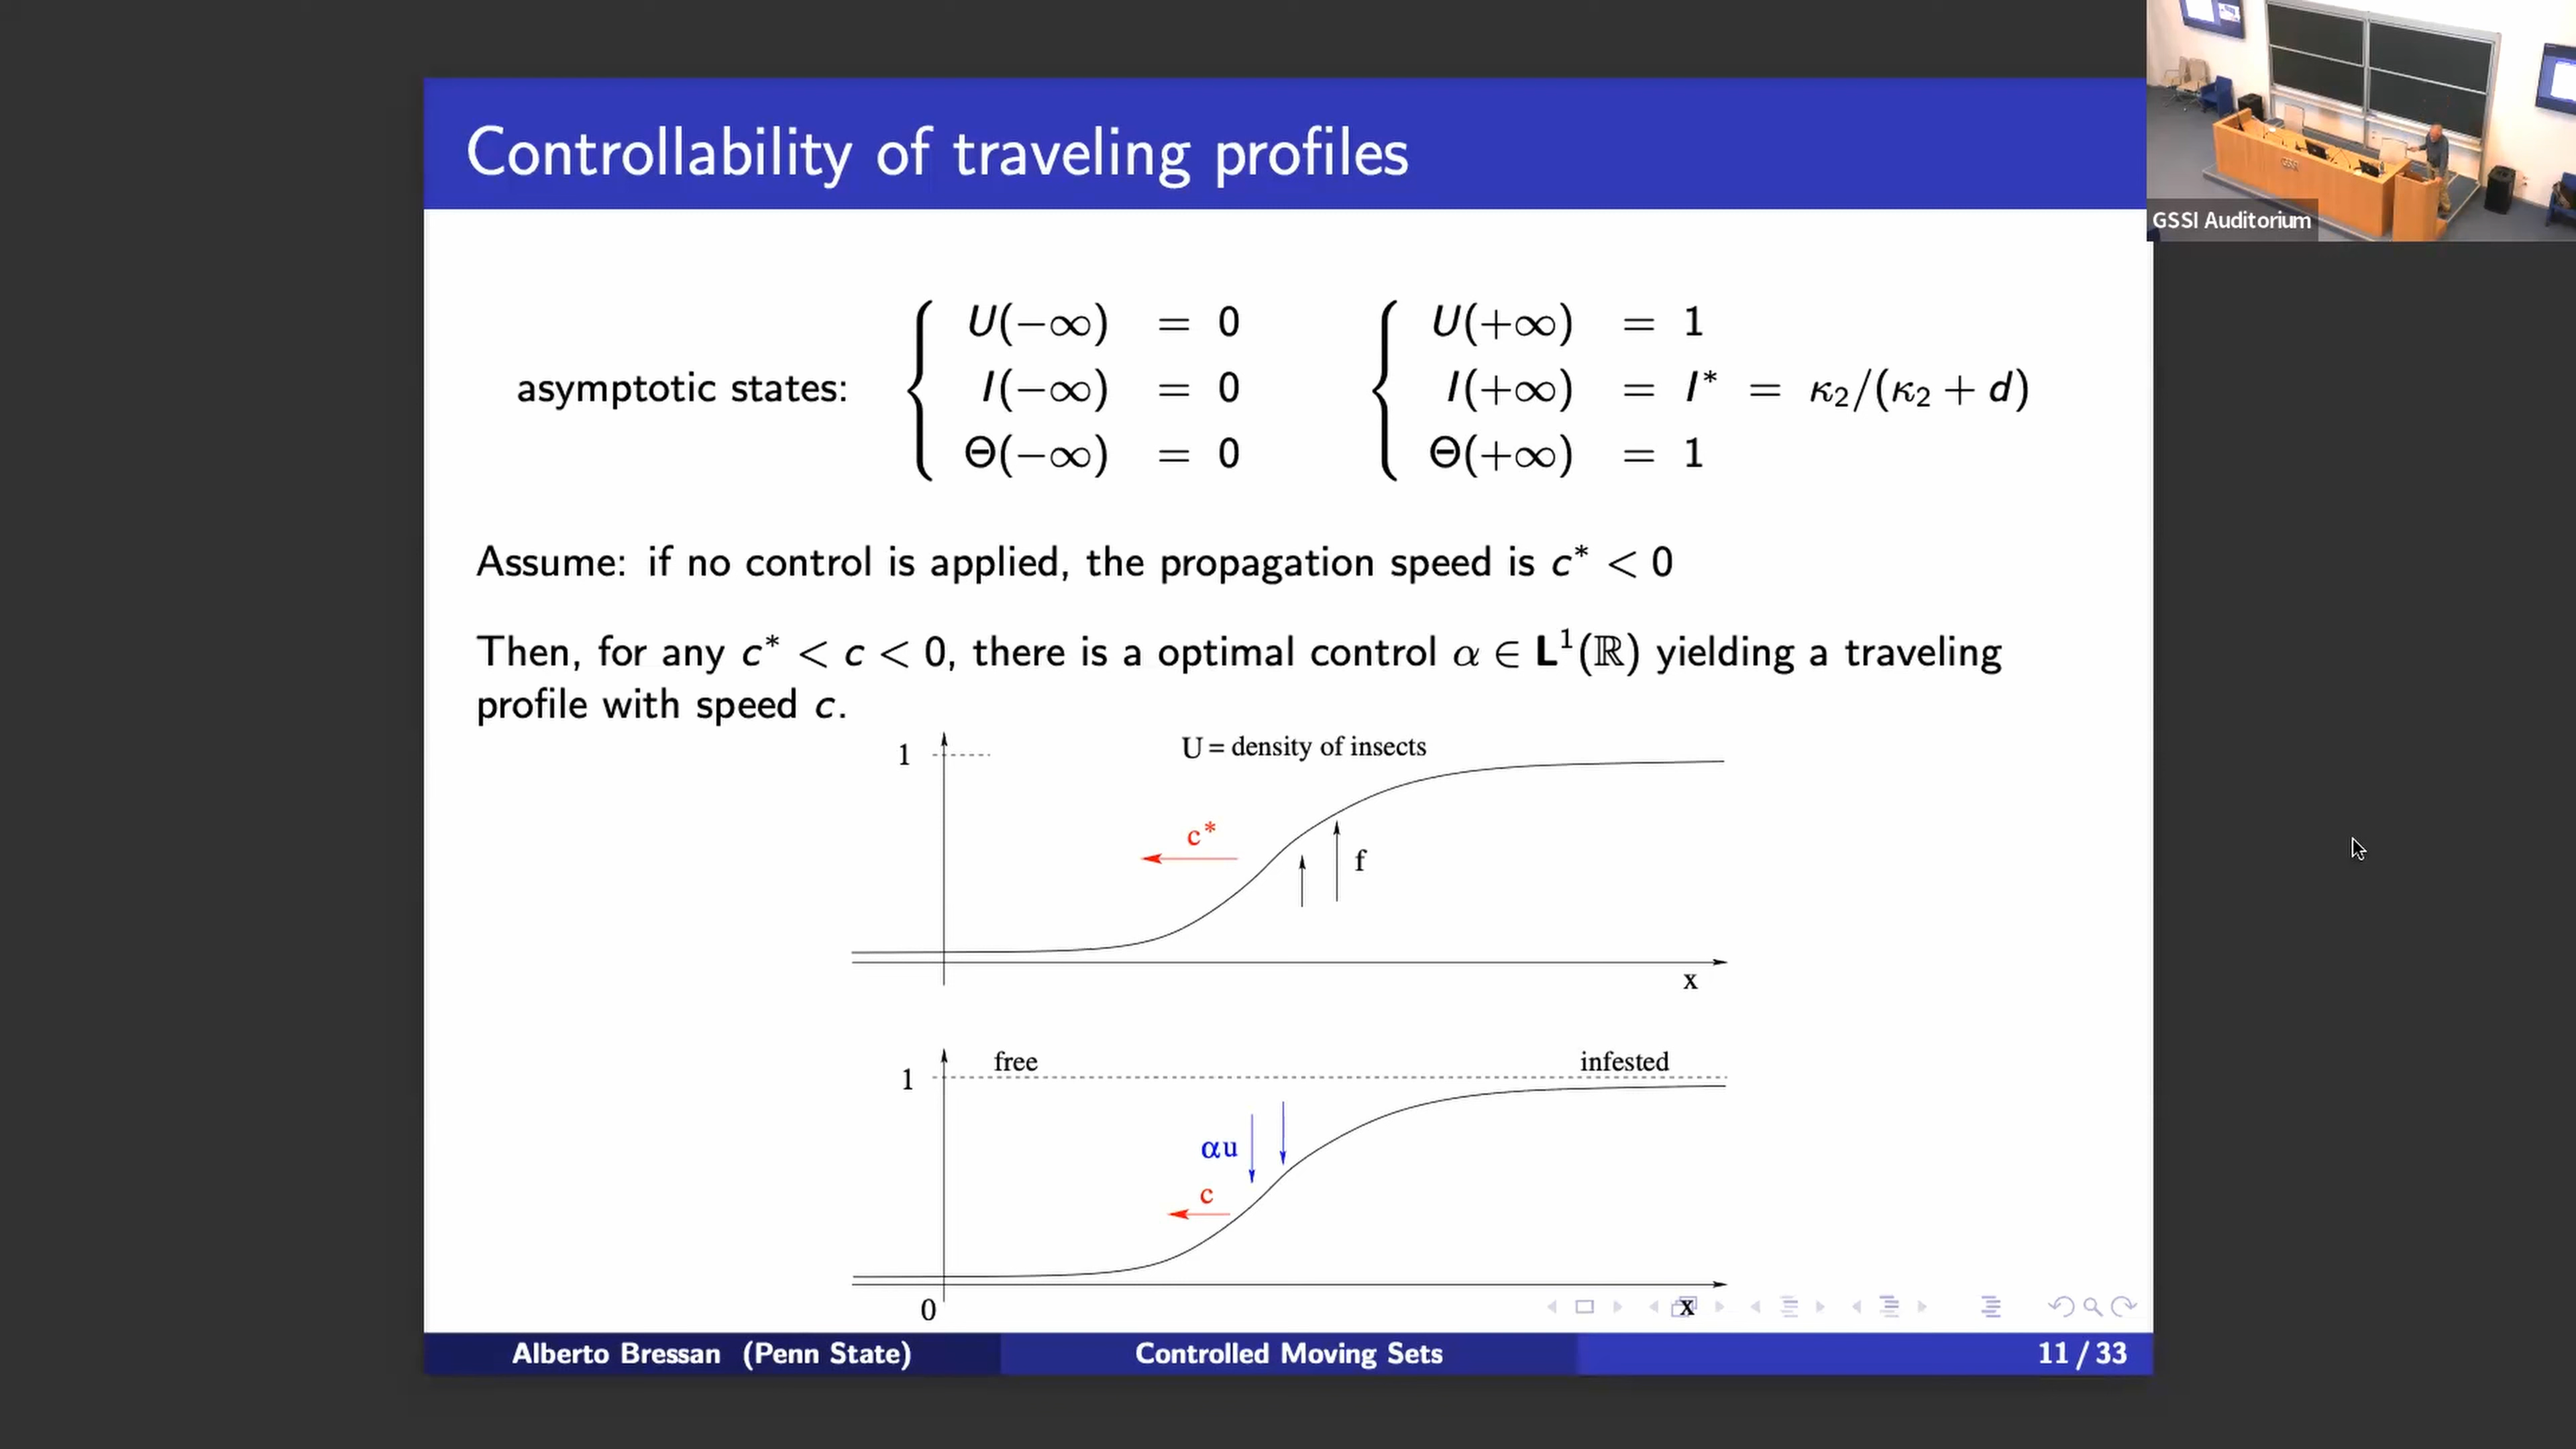 Controllability of traveling profiles
GSSI Auditorium
asymptotic states: { U(−∞) = 0 { U(+∞) = 1
I(−∞) = 0 I(+∞) = I* = κ₂/(κ₂ + d)
Θ(−∞) = 0 Θ(+∞) = 1
Assume: if no control is applied, the propagation speed is c* < 0
Then, for any c* < c < 0, there is a optimal control α ∈ L¹(ℝ) yielding a traveling
profile with speed c.
1 U = density of insects
c*
f
x
free infested
1
αu
c
0 x
Alberto Bressan (Penn State) Controlled Moving Sets 11 / 33